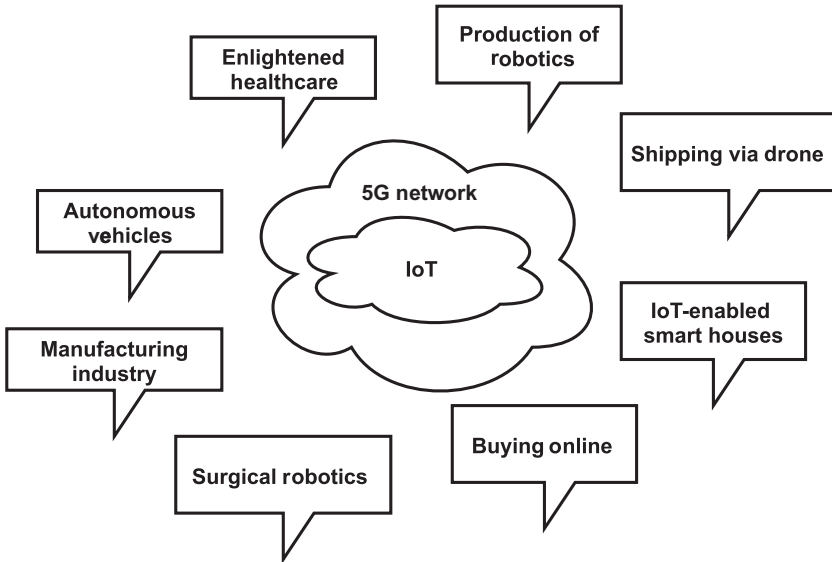 Production of
robotics
Enlightened
healthcare
Shipping via drone
5G network
Autonomous
vehicles
IoT
IoT-enabled
smart houses
Manufacturing
industry
Buying online
Surgical robotics